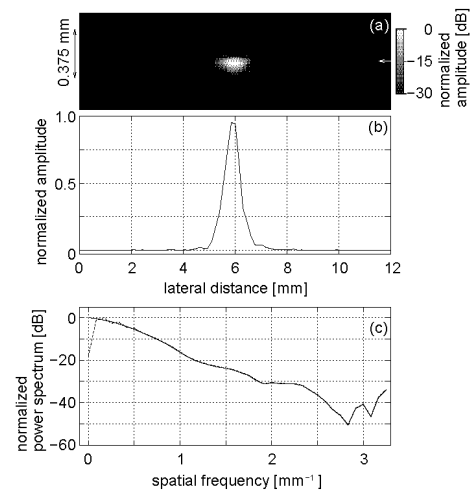 (a)
0.375 mm
0
−15
−30
normalized
amplitude [dB]
(b)
1.0
0.5
0
normalized amplitude
0 2 4 6 8 10 12
lateral distance [mm]
(c)
0
−20
−40
−60
normalized
power spectrum [dB]
0 1 2 3
spatial frequency [mm⁻¹]